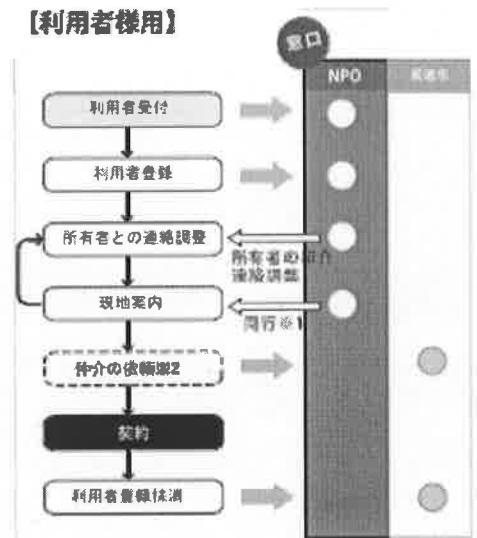 【利用者様用】
窓口
NPO
利用者受付
利用者登録
所有者との連絡調整
所有者の紹介
連絡調整
現地案内
同行※1
仲介の依頼※2
契約
利用者登録抹消